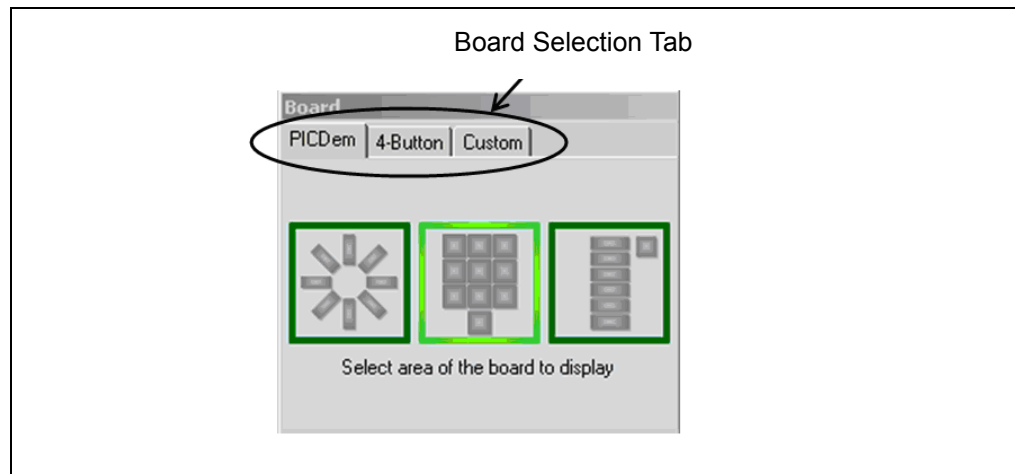 Board Selection Tab
Board
PICDem 4-Button Custom
Select area of the board to display